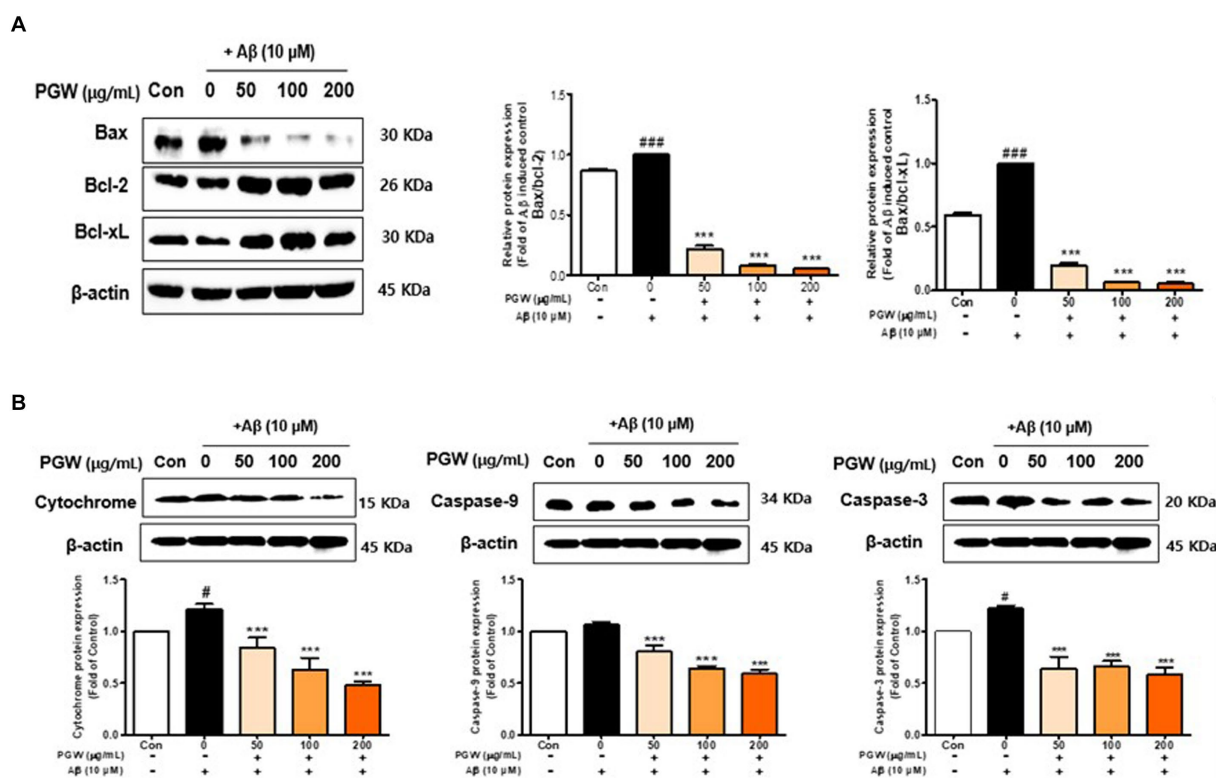 A
+ Aβ (10 µM)
PGW (µg/mL) Con 0 50 100 200
Bax 30 KDa
Bcl-2 26 KDa
Bcl-xL 30 KDa
β-actin 45 KDa
Relative protein expression
(Fold of Aβ induced control
Bax/bcl-2)
1.5
1.0
0.5
0.0
###
*** *** ***
Con 0 50 100 200
PGW (µg/mL) - - + + +
Aβ (10 µM) - + + + +
Relative protein expression
(Fold of Aβ induced control
Bax/bcl-xL)
1.5
1.0
0.5
0.0
###
*** *** ***
Con 0 50 100 200
PGW (µg/mL) - - + + +
Aβ (10 µM) - + + + +
B
+Aβ (10 µM)
PGW (µg/mL) Con 0 50 100 200
Cytochrome 15 KDa
β-actin 45 KDa
Cytochrome protein expression
(Fold of Control)
1.5
1.0
0.5
0.0
#
*** *** ***
Con 0 50 100 200
PGW (µg/mL) - - + + +
Aβ (10 µM) - + + + +
+Aβ (10 µM)
PGW (µg/mL) Con 0 50 100 200
Caspase-9 34 KDa
β-actin 45 KDa
Caspase-9 protein expression
(Fold of Control)
1.5
1.0
0.5
0.0
*** *** ***
Con 0 50 100 200
PGW (µg/mL) - - + + +
Aβ (10 µM) - + + + +
+Aβ (10 µM)
PGW (µg/mL) Con 0 50 100 200
Caspase-3 20 KDa
β-actin 45 KDa
Caspase-3 protein expression
(Fold of Control)
1.5
1.0
0.5
0.0
#
*** *** ***
Con 0 50 100 200
PGW (µg/mL) - - + + +
Aβ (10 µM) - + + + +